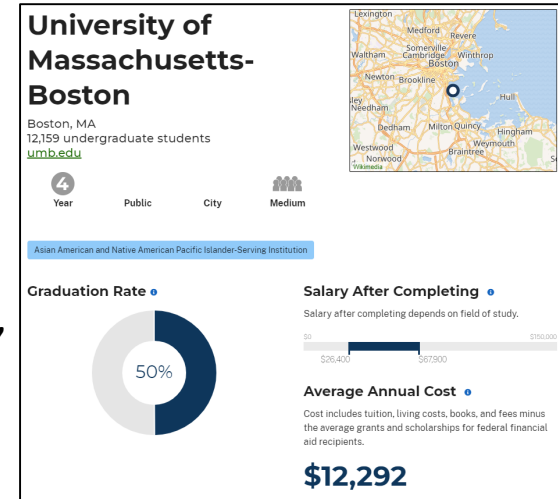 University of
Massachusetts-
Boston
Boston, MA
12,159 undergraduate students
umb.edu
4
Year
Public
City
Medium
Asian American and Native American Pacific Islander-Serving Institution
Lexington
Medford
Revere
Somerville
Waltham
Cambridge
Winthrop
Boston
Newton
Brookline
Needham
Hull
Dedham
Milton
Quincy
Hingham
Weymouth
Westwood
Braintree
Norwood
Wikimedia
Graduation Rate
50%
Salary After Completing
Salary after completing depends on field of study.
$0
$150,000
$26,400
$67,900
Average Annual Cost
Cost includes tuition, living costs, books, and fees minus
the average grants and scholarships for federal financial
aid recipients.
$12,292